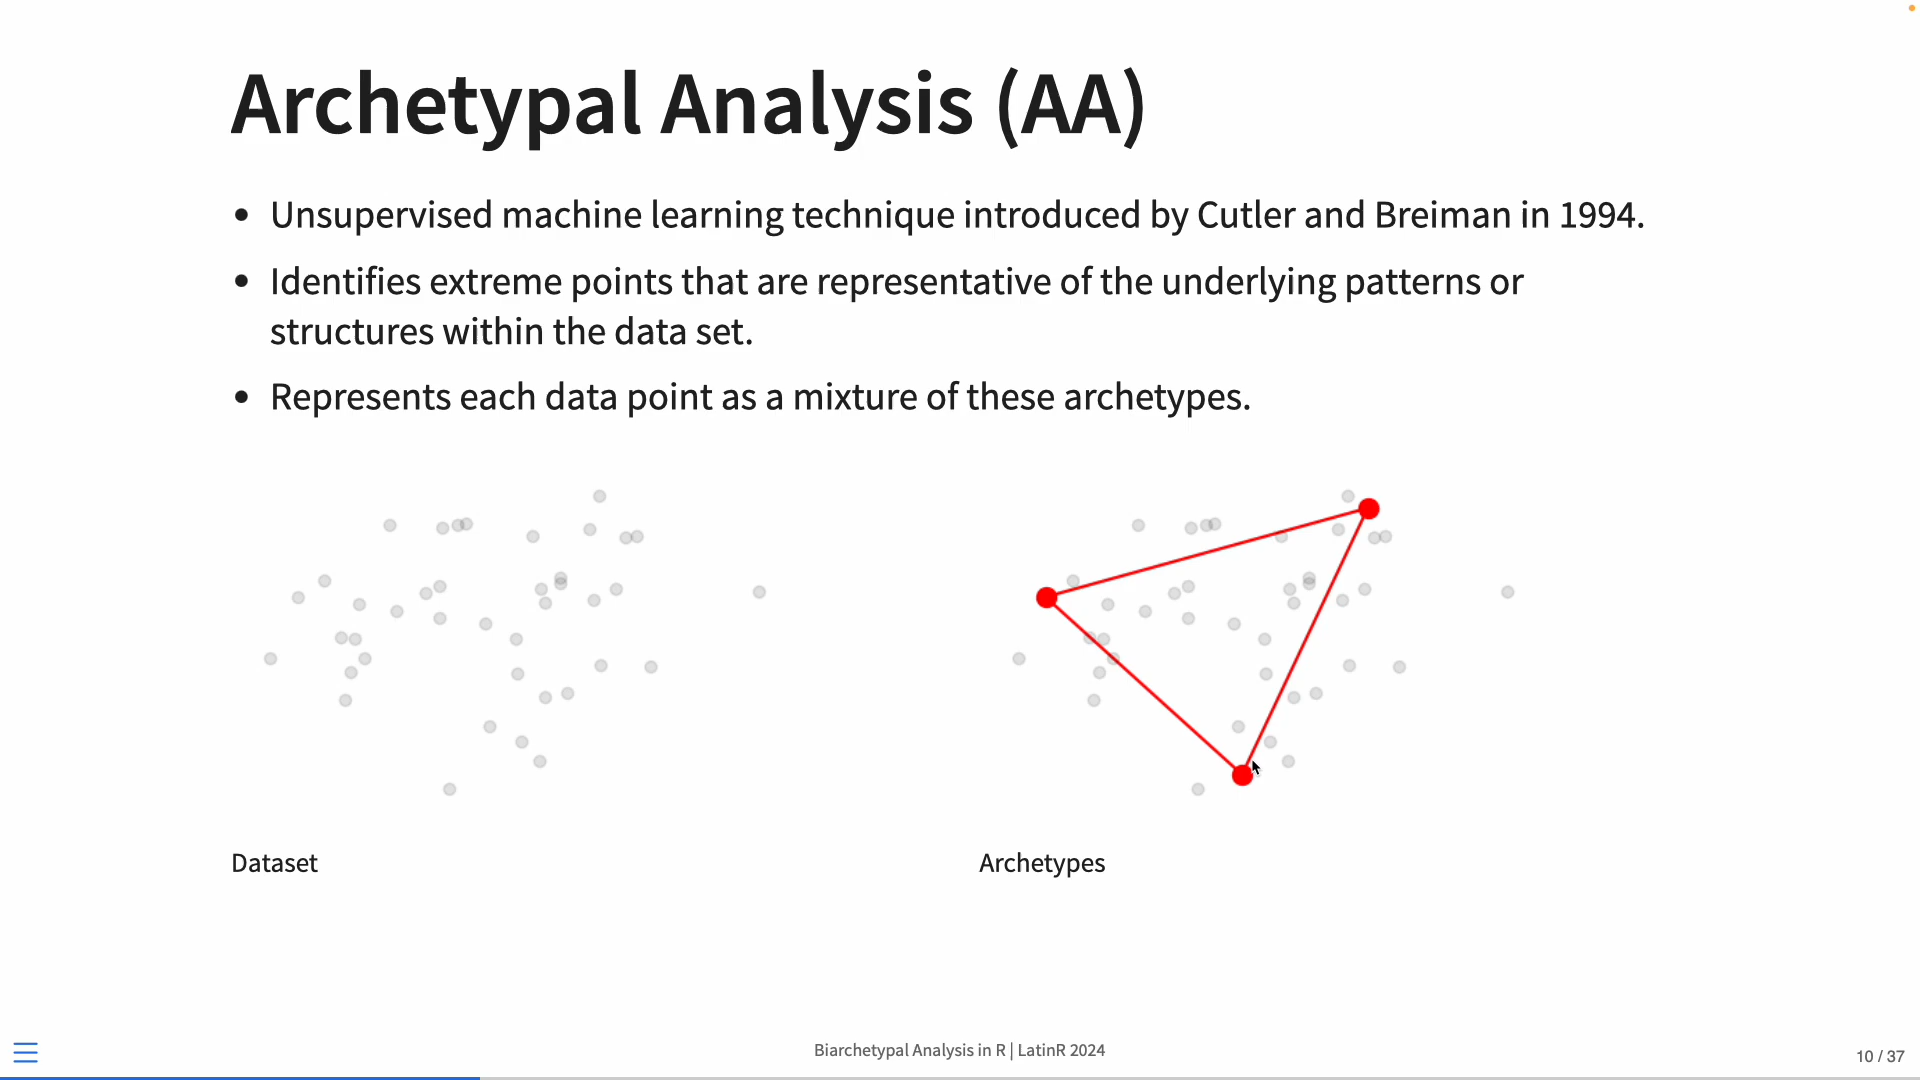 Archetypal Analysis (AA)
• Unsupervised machine learning technique introduced by Cutler and Breiman in 1994.
• Identifies extreme points that are representative of the underlying patterns or
structures within the data set.
• Represents each data point as a mixture of these archetypes.
Dataset
Archetypes
Biarchetypal Analysis in R | LatinR 2024
10 / 37